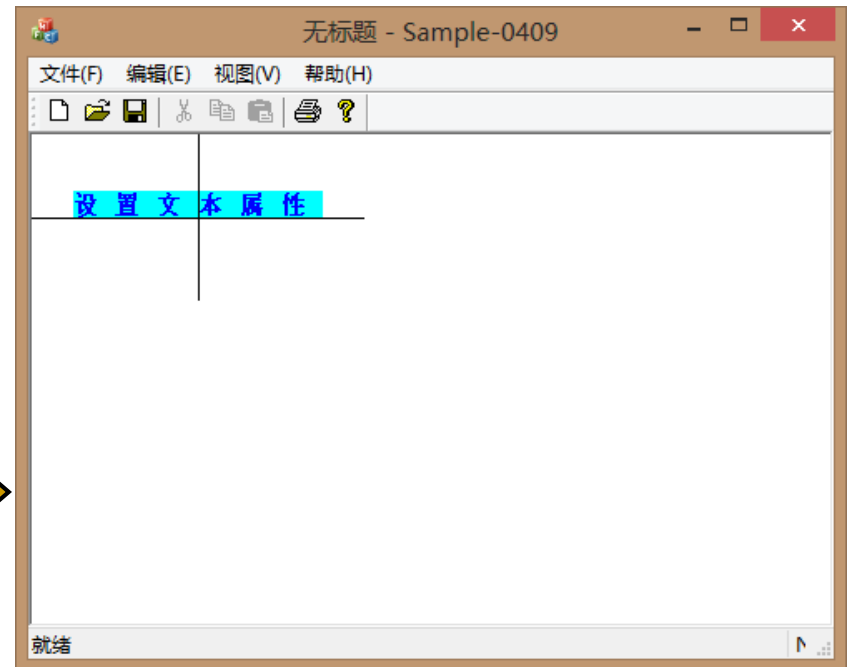 无标题 - Sample-0409
文件(F) 编辑(E) 视图(V) 帮助(H)
设 置 文 本 属 性
就绪